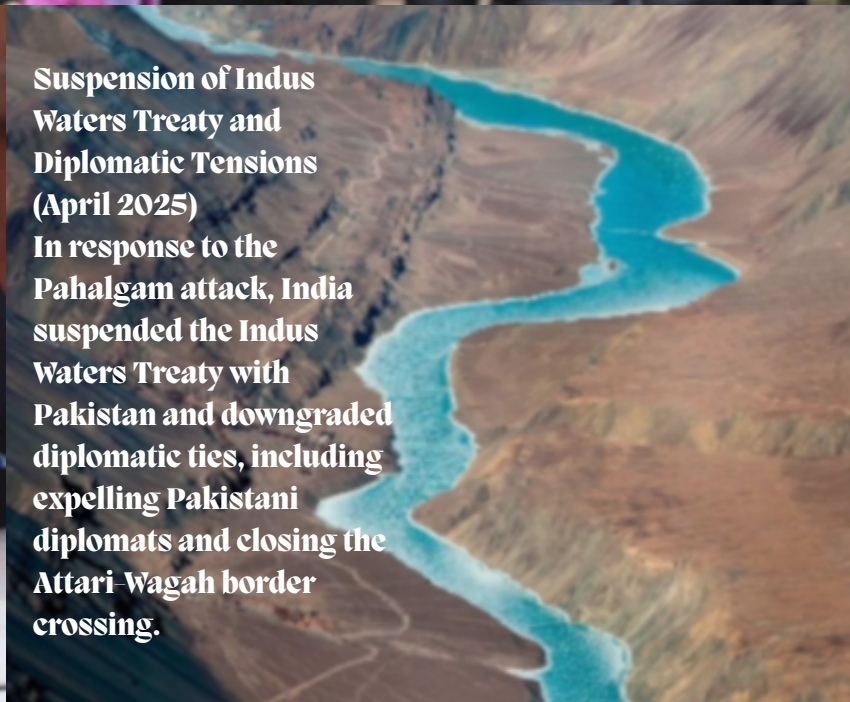 Suspension of Indus
Waters Treaty and
Diplomatic Tensions
(April 2025)
In response to the
Pahalgam attack, India
suspended the Indus
Waters Treaty with
Pakistan and downgraded
diplomatic ties, including
expelling Pakistani
diplomats and closing the
Attari-Wagah border
crossing.